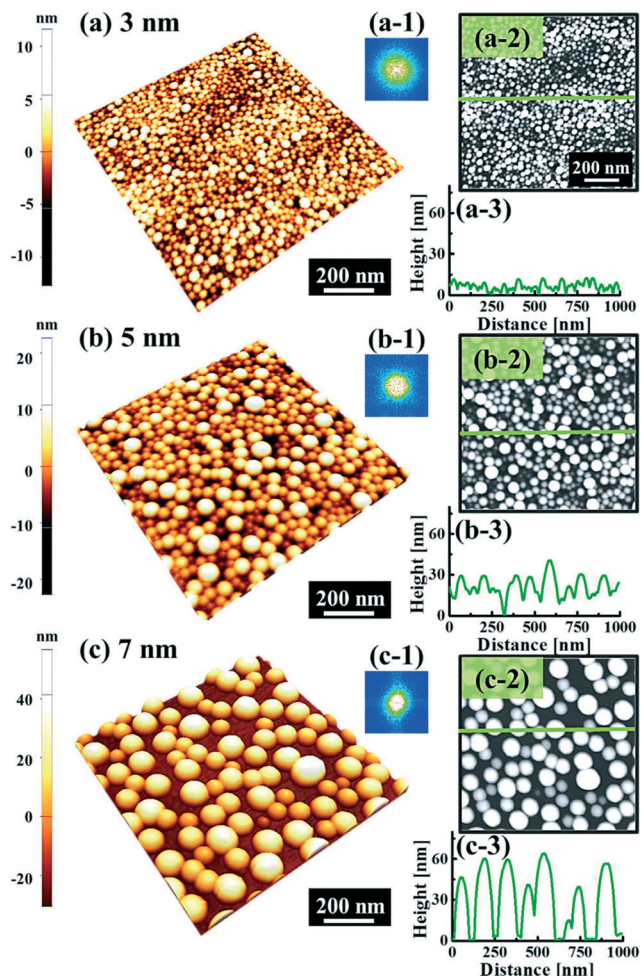 nm
10
5
0
-5
-10
(a) 3 nm
200 nm
(a-1)
(a-2)
200 nm
Height [nm]
60
30
0
(a-3)
0 250 500 750 1000
Distance [nm]
nm
20
10
0
-10
-20
(b) 5 nm
200 nm
(b-1)
(b-2)
Height [nm]
60
30
0
(b-3)
0 250 500 750 1000
Distance [nm]
nm
40
20
0
-20
(c) 7 nm
200 nm
(c-1)
(c-2)
Height [nm]
60
30
0
(c-3)
0 250 500 750 1000
Distance [nm]